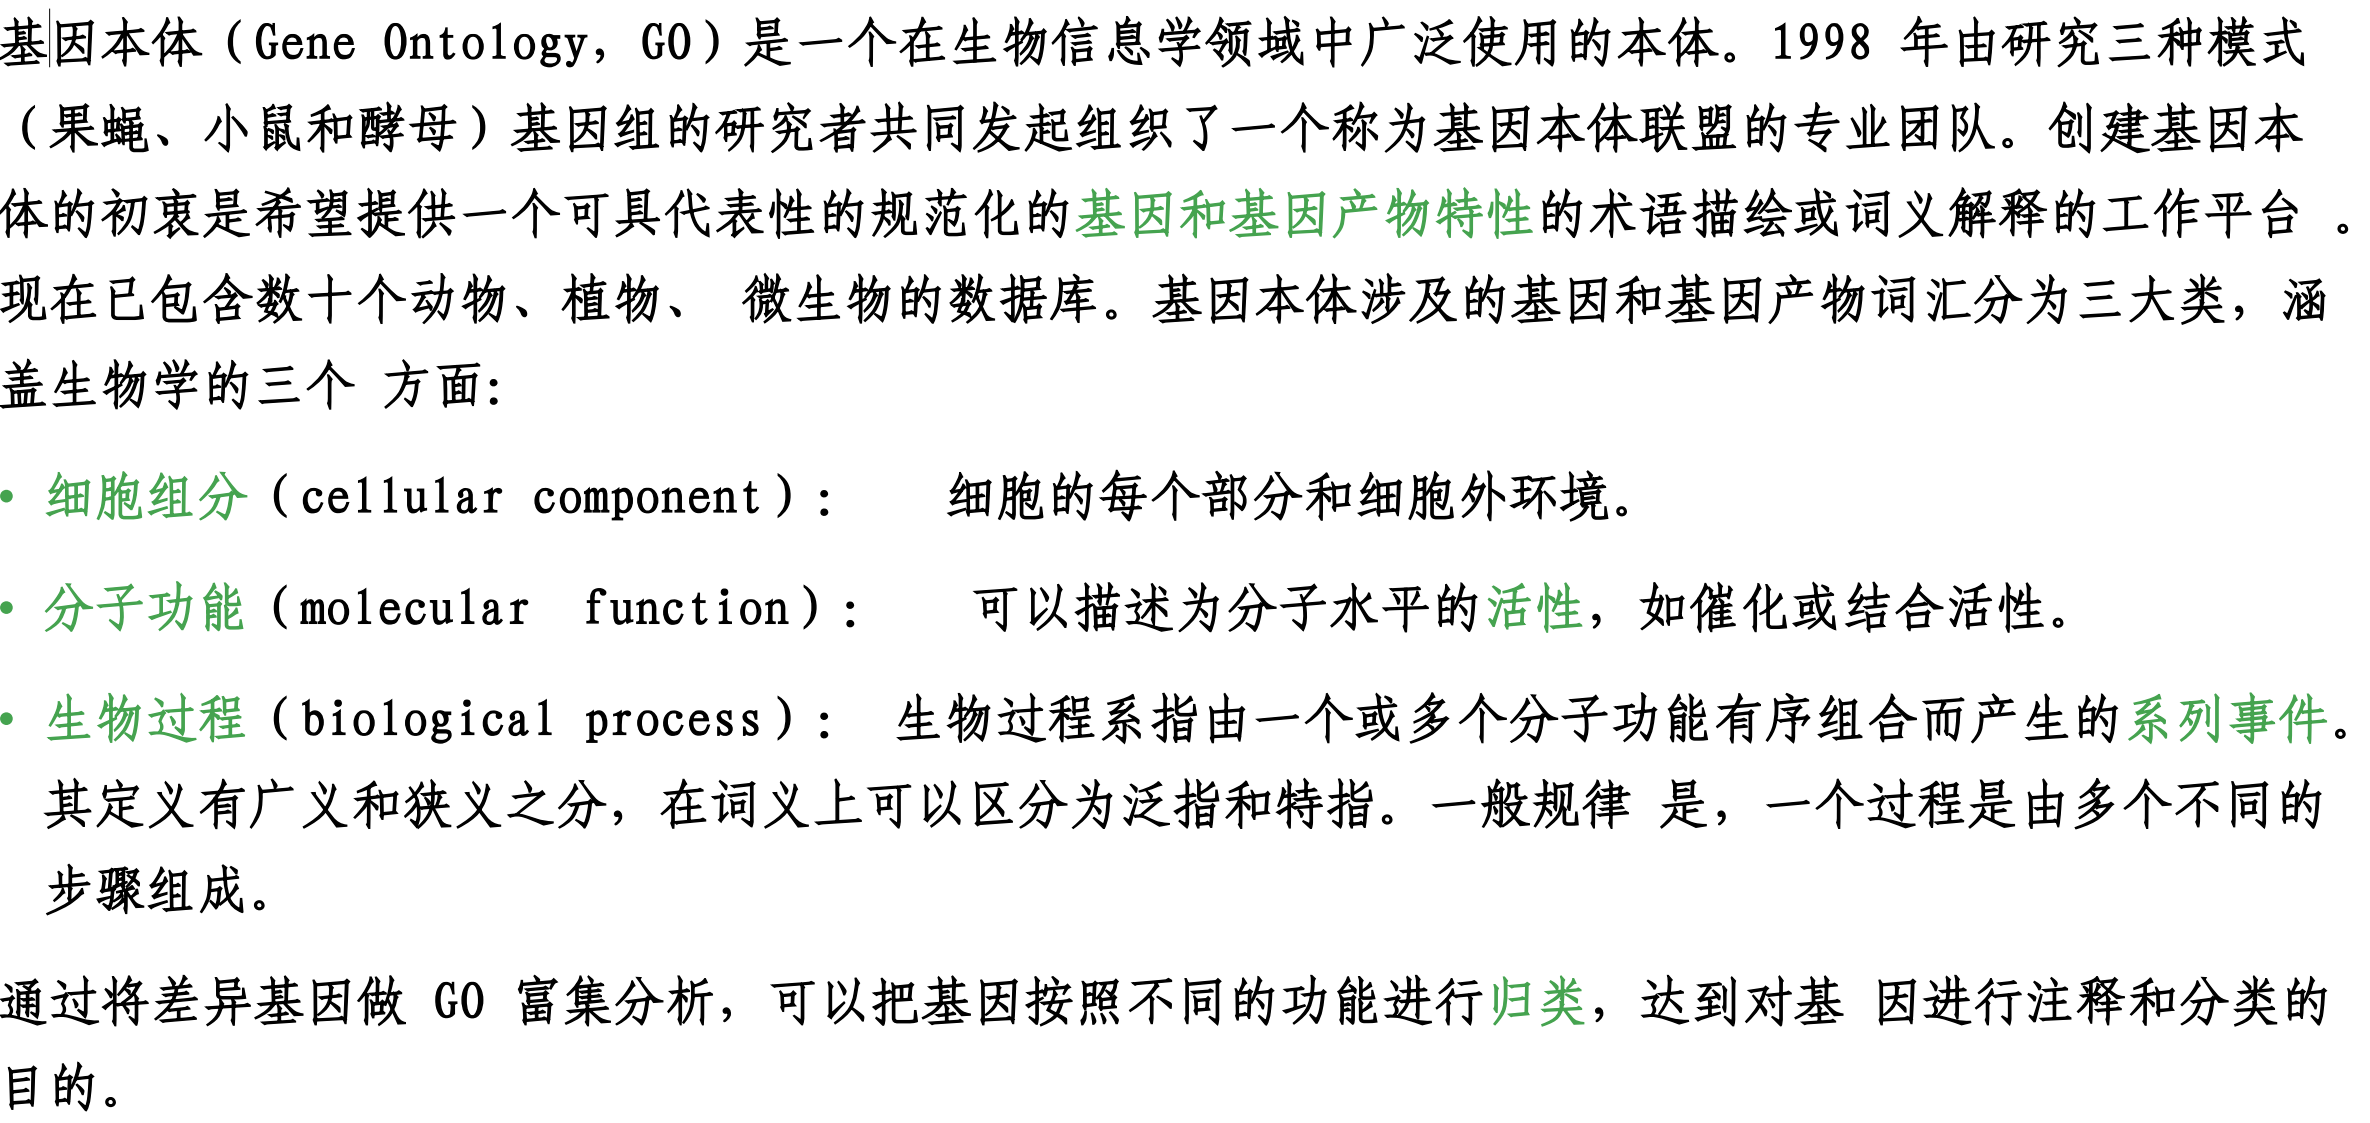 基因本体（Gene Ontology，GO）是一个在生物信息学领域中广泛使用的本体。1998 年由研究三种模式
（果蝇、小鼠和酵母）基因组的研究者共同发起组织了一个称为基因本体联盟的专业团队。创建基因本
体的初衷是希望提供一个可具代表性的规范化的基因和基因产物特性的术语描绘或词义解释的工作平台 。
现在已包含数十个动物、植物、 微生物的数据库。基因本体涉及的基因和基因产物词汇分为三大类，涵
盖生物学的三个 方面：
• 细胞组分（cellular component）： 细胞的每个部分和细胞外环境。
• 分子功能（molecular function）： 可以描述为分子水平的活性，如催化或结合活性。
• 生物过程（biological process）： 生物过程系指由一个或多个分子功能有序组合而产生的系列事件。
其定义有广义和狭义之分，在词义上可以区分为泛指和特指。一般规律 是，一个过程是由多个不同的
步骤组成。
通过将差异基因做 GO 富集分析，可以把基因按照不同的功能进行归类，达到对基 因进行注释和分类的
目的。